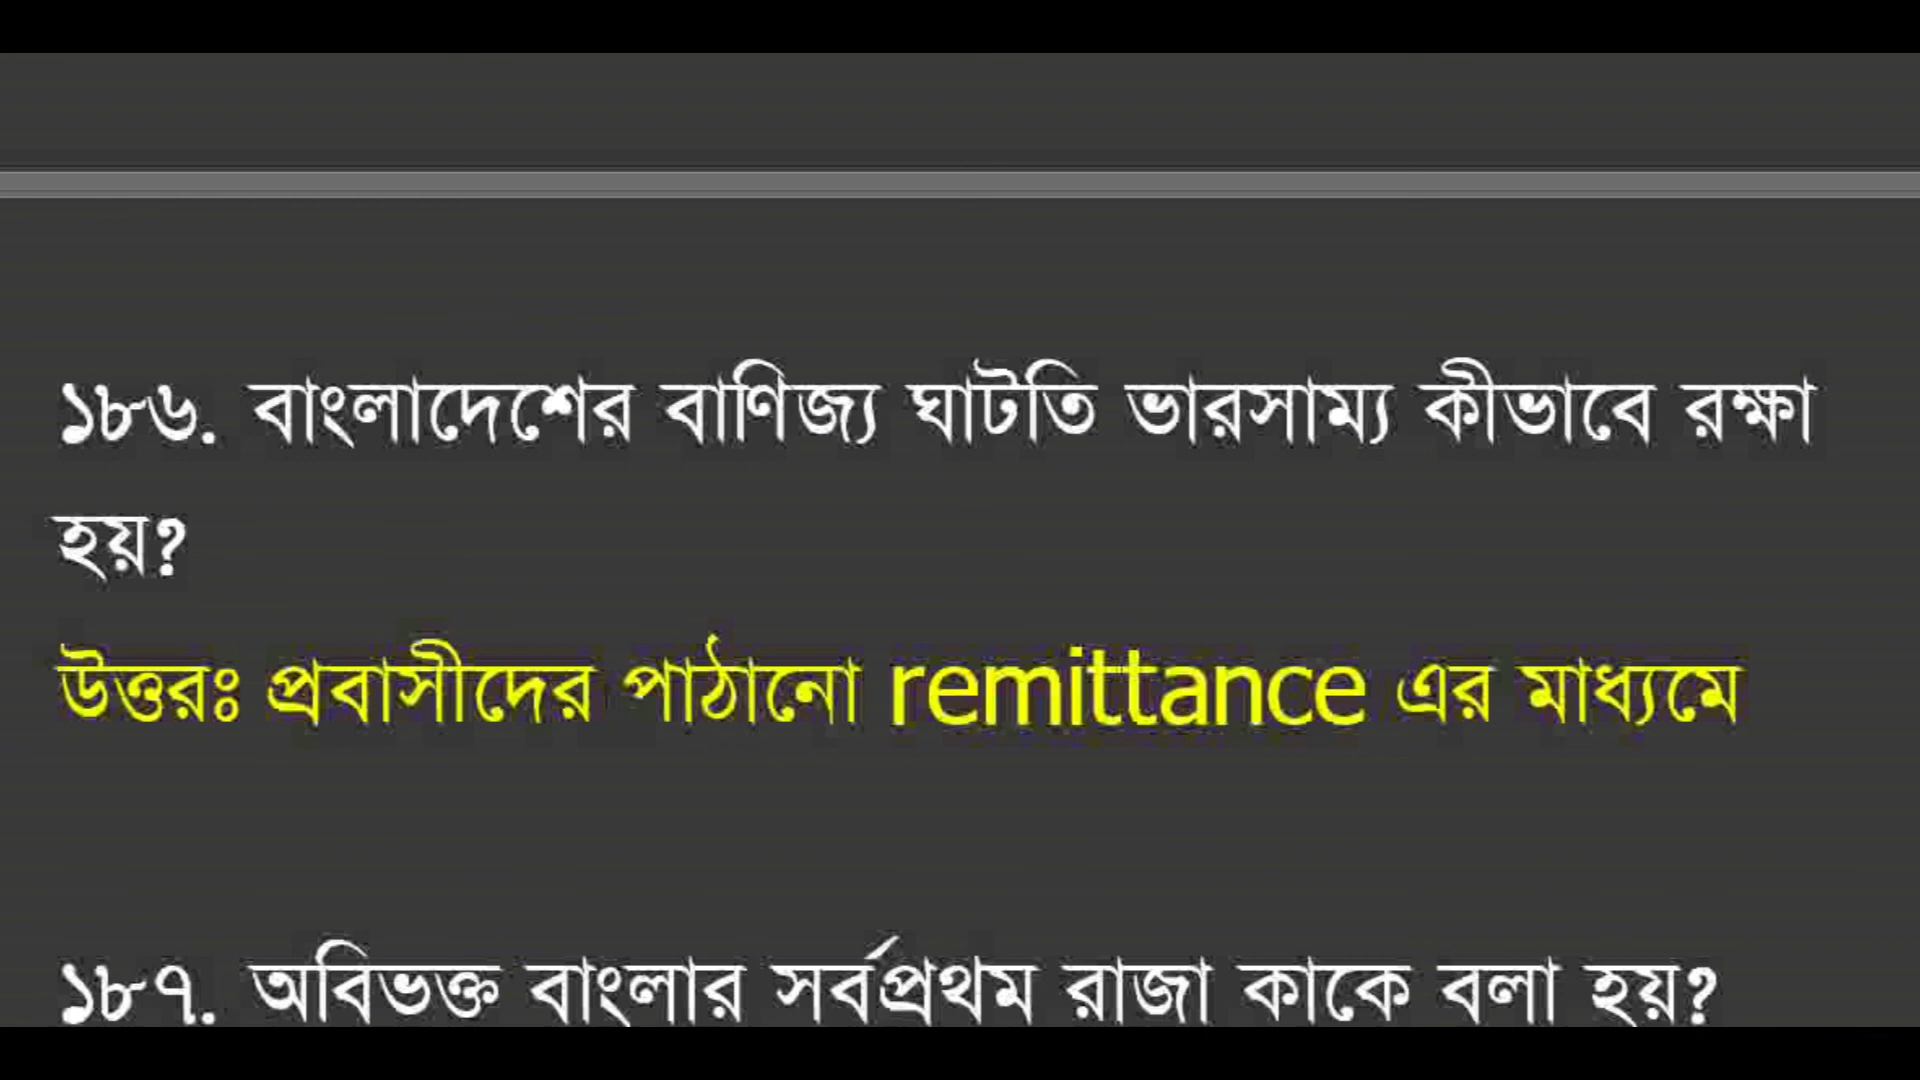 ১৮৬. বাংলাদেশের বাণিজ্য ঘাটতি ভারসাম্য কীভাবে রক্ষা
হয়?
উত্তরঃ প্রবাসীদের পাঠানো remittance এর মাধ্যমে
১৮৭. অবিভক্ত বাংলার সর্বপ্রথম রাজা কাকে বলা হয়?